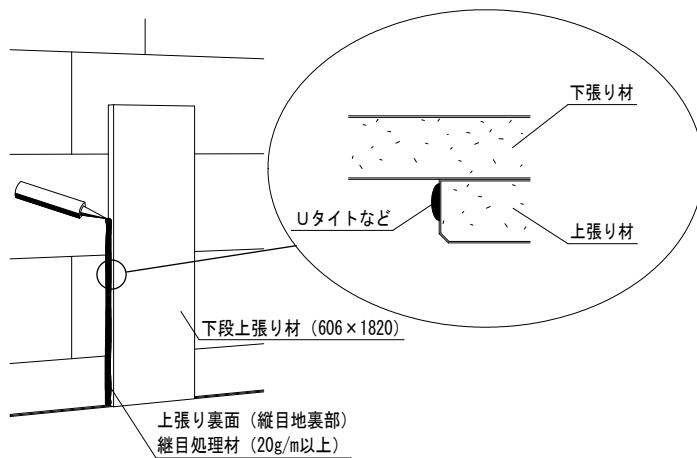 下張り材
Uタイトなど
上張り材
下段上張り材（606×1820）
上張り裏面（縦目地裏部）
継目処理材（20g/m以上）